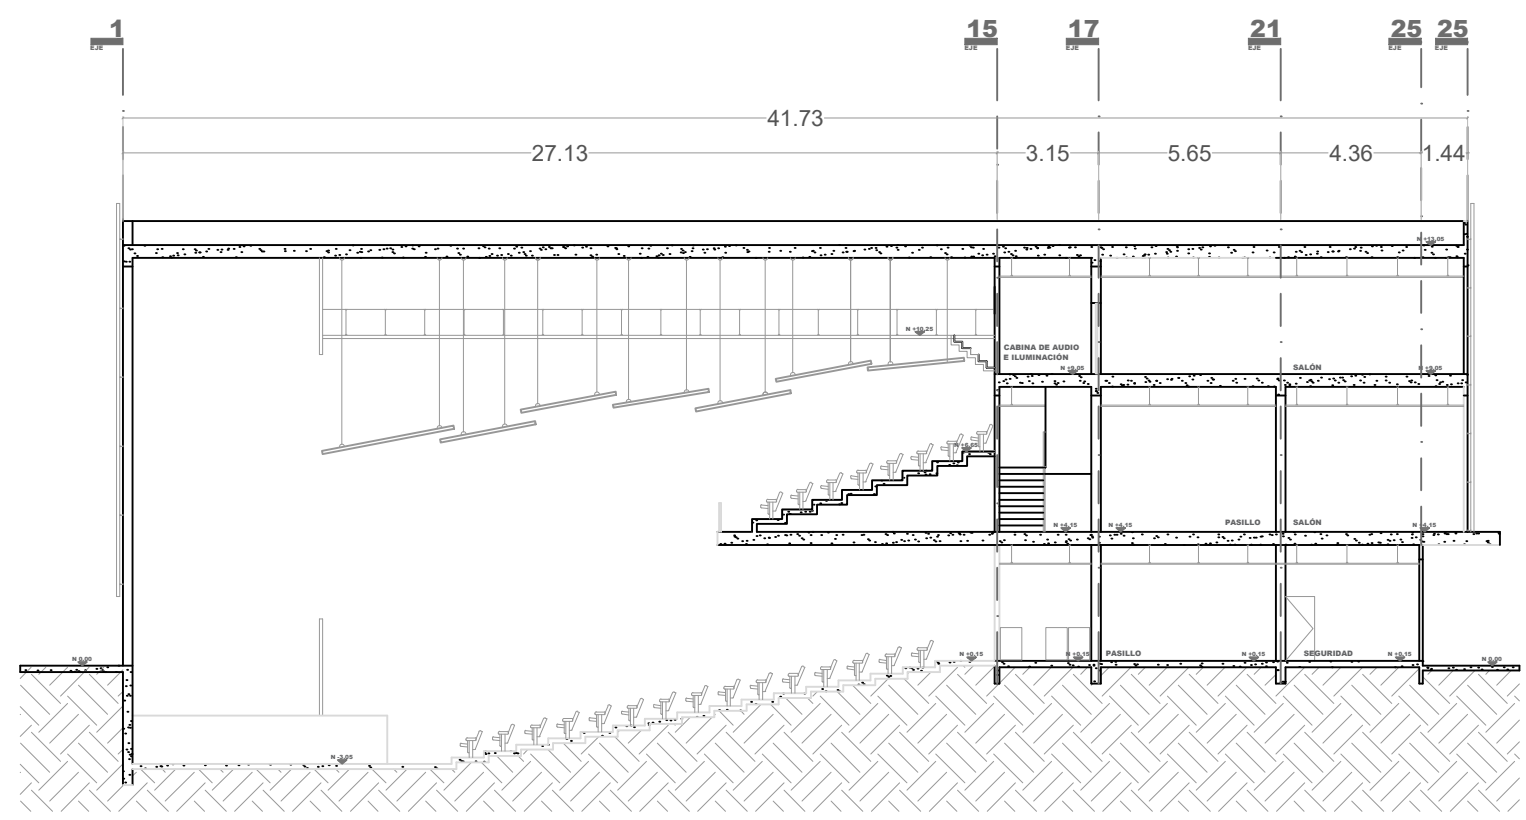 1
EJE
15
EJE
17
EJE
21
EJE
25
EJE
25
EJE
41.73
27.13
3.15
5.65
4.36
1.44
N +13,05
N +10,25
CABINA DE AUDIO
E ILUMINACIÓN
N +9,05
SALÓN
N +9,05
N +6,65
N +4,15
N +4,15
PASILLO
SALÓN
N +4,15
N 0,00
N +0,15
N +0,15
PASILLO
N +0,15
SEGURIDAD
N +0,15
N 0,00
N -3,05